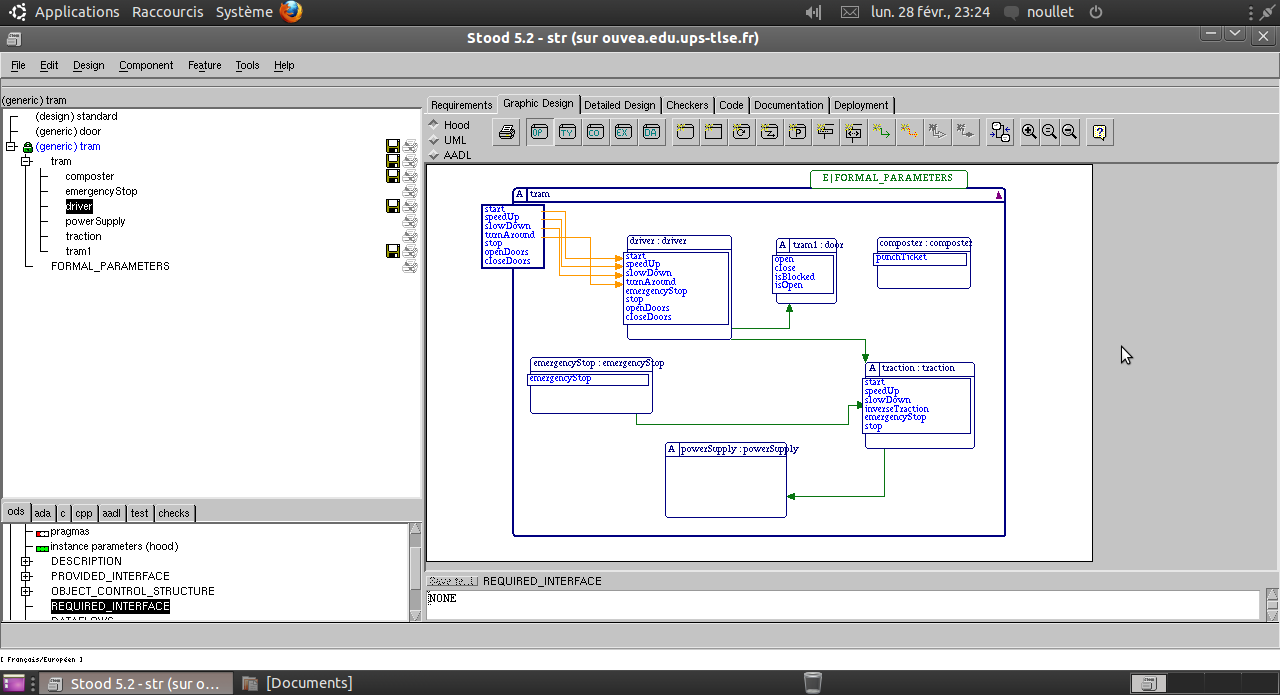 Applications Raccourcis Système lun. 28 févr., 23:24 noullet
Stood 5.2 - str (sur ouvea.edu.ups-tlse.fr)
File Edit Design Component Feature Tools Help
(generic) tram
(design) standard
(generic) door
(generic) tram
tram
composter
emergencyStop
driver
powerSupply
traction
tram1
FORMAL_PARAMETERS
Requirements Graphic Design Detailed Design Checkers Code Documentation Deployment
Hood
UML
AADL
OP TY CO EX DA
E|FORMAL_PARAMETERS
A tram
start
speedUp
slowDown
turnAround
stop
openDoors
closeDoors
driver : driver
start
speedUp
slowDown
turnAround
emergencyStop
stop
openDoors
closeDoors
A tram1 : door
open
close
isBlocked
isOpen
composter : composter
punchTicket
emergencyStop : emergencyStop
emergencyStop
A traction : traction
start
speedUp
slowDown
inverseTraction
emergencyStop
stop
A powerSupply : powerSupply
ods ada c cpp aadl test checks
pragmas
instance parameters (hood)
DESCRIPTION
PROVIDED_INTERFACE
OBJECT_CONTROL_STRUCTURE
REQUIRED_INTERFACE
DATAFLOWS
REQUIRED_INTERFACE
NONE
[ Français/Européen ]
Stood 5.2 - str (sur o... [Documents]